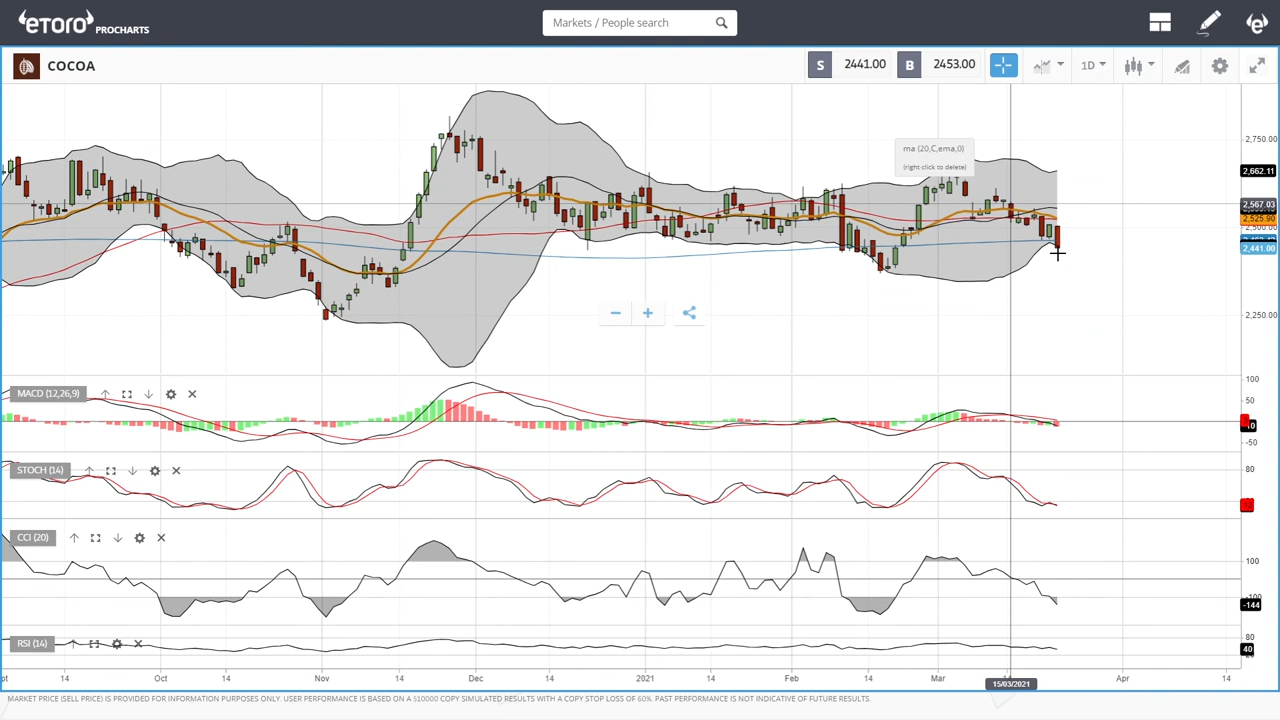 eTORO PROCHARTS
Markets / People search
COCOA
S 2441.00 B 2453.00
1D
ma (20,C,ema,0)
(right-click to delete)
2,750.00
2,662.11
2,567.03
2,525.90
2,500.00
2,441.00
2,250.00
MACD (12,26,9)
100
50
-50
STOCH (14)
80
CCI (20)
100
-100
-144
RSI (14)
80
40
14 Oct 14 Nov 14 Dec 14 2021 14 Feb 14 Mar Apr 14
15/03/2021
MARKET PRICE (SELL PRICE) IS PROVIDED FOR INFORMATION PURPOSES ONLY. USER PERFORMANCE IS BASED ON A $10000 COPY SIMULATED RESULTS WITH A COPY STOP LOSS OF 60%. PAST PERFORMANCE IS NOT INDICATIVE OF FUTURE RESULTS.